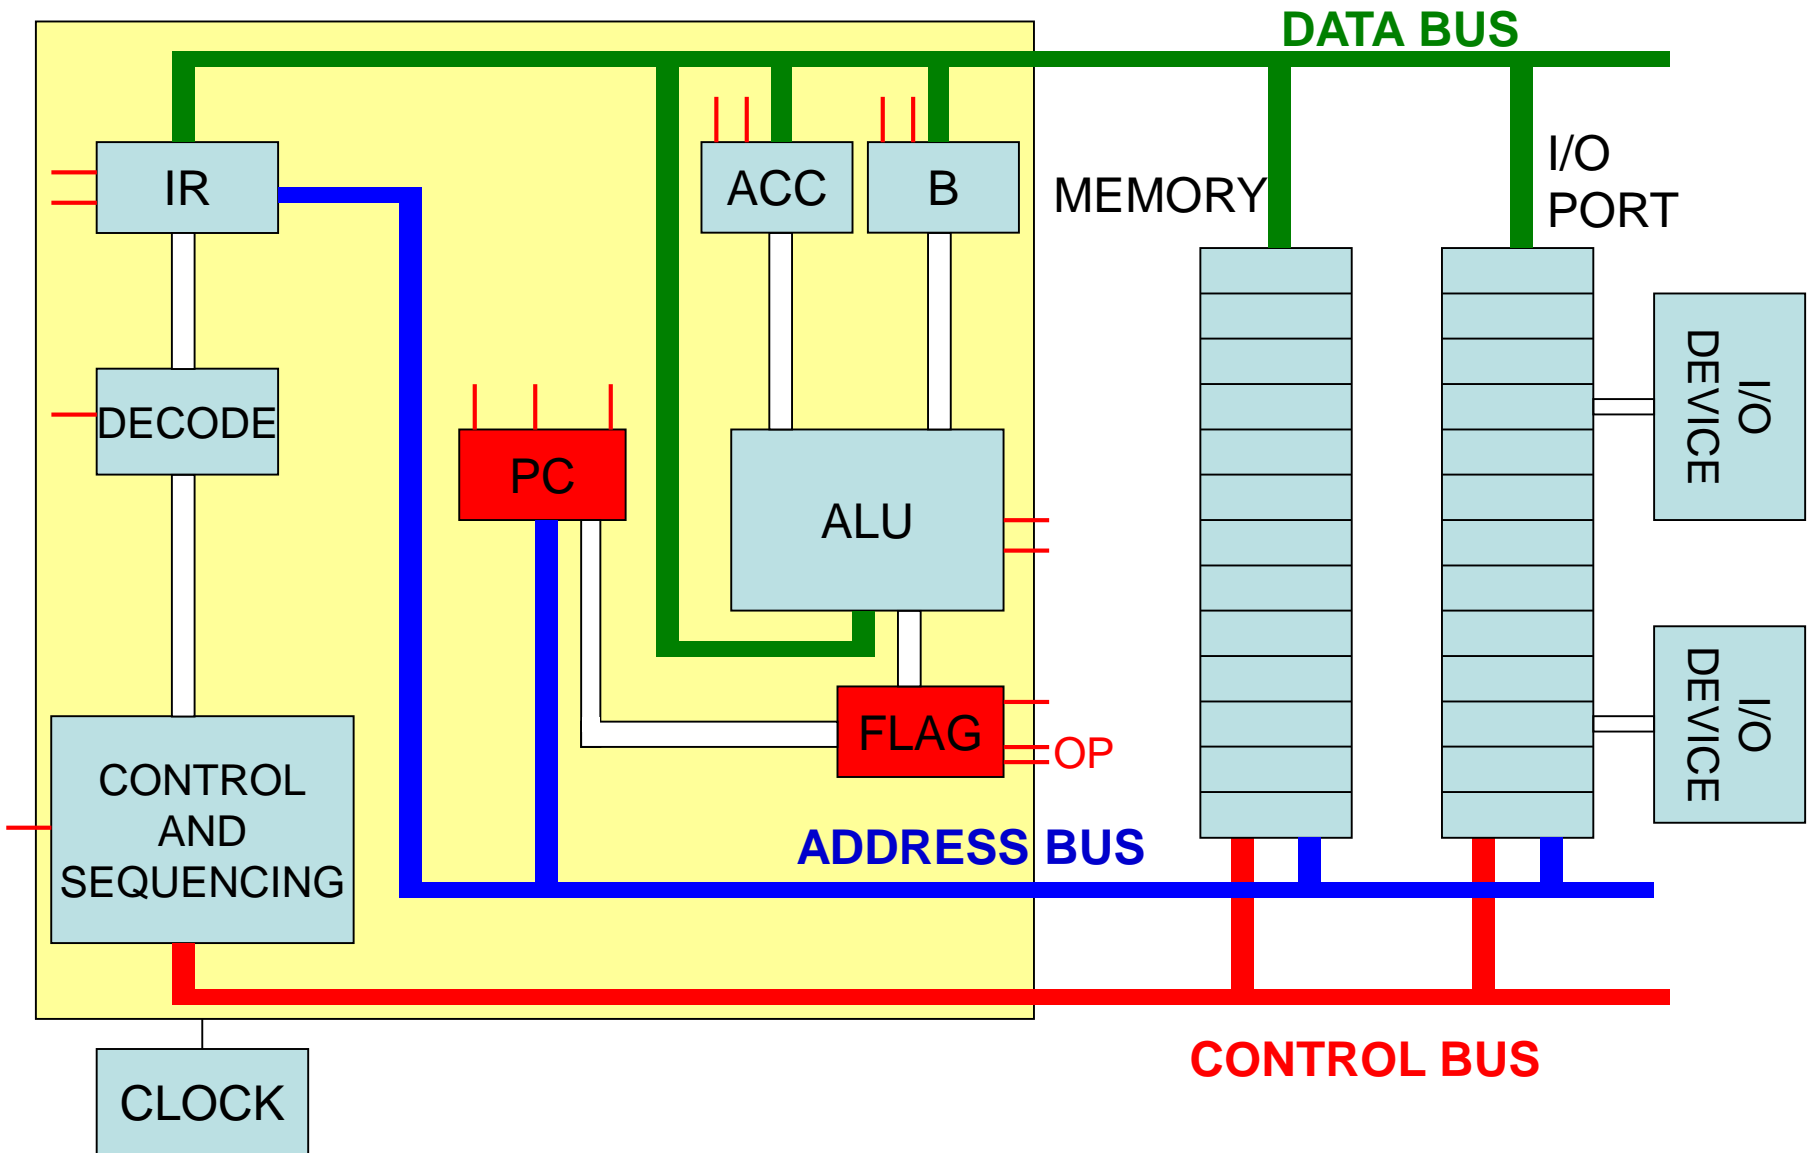 DATA BUS
I/O
PORT
MEMORY
IR
ACC
B
DECODE
PC
ALU
I/O
DEVICE
FLAG
OP
I/O
DEVICE
CONTROL
AND
SEQUENCING
ADDRESS BUS
CONTROL BUS
CLOCK